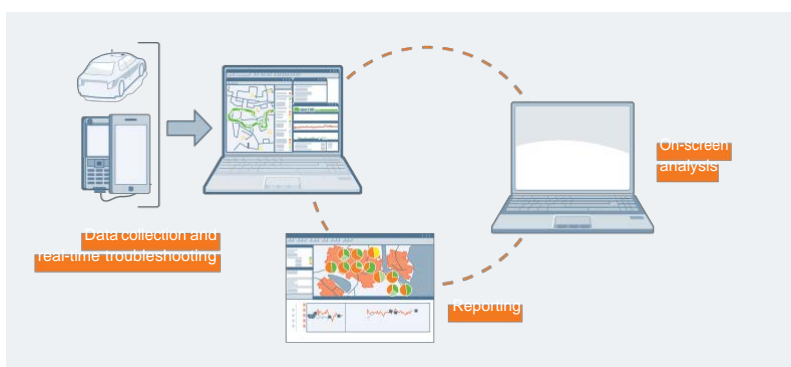 On-screen
analysis
Data collection and
real-time troubleshooting
Reporting